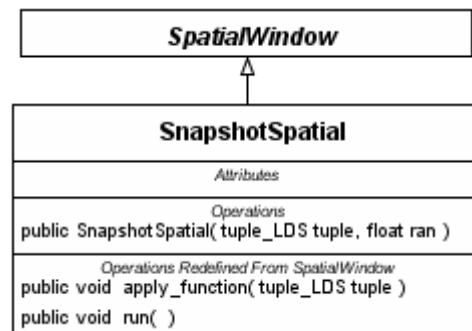 SpatialWindow
SnapshotSpatial
Attributes
Operations
public SnapshotSpatial( tuple_LDS tuple, float ran )
Operations Redefined From SpatialWindow
public void apply_function( tuple_LDS tuple )
public void run( )